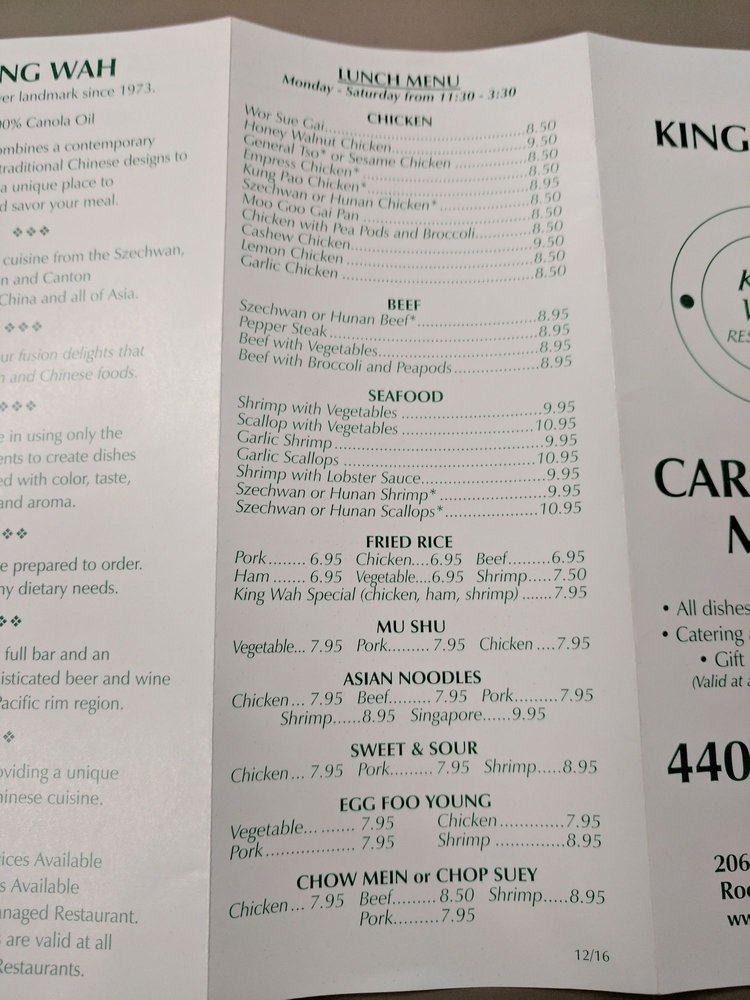 NG WAH
er landmark since 1973.
00% Canola Oil
ombines a contemporary
traditional Chinese designs to
a unique place to
d savor your meal.
cuisine from the Szechwan,
n and Canton
China and all of Asia.
ur fusion delights that
n and Chinese foods.
e in using only the
ents to create dishes
ed with color, taste,
and aroma.
e prepared to order.
ny dietary needs.
full bar and an
isticated beer and wine
Pacific rim region.
oviding a unique
hinese cuisine.
ices Available
s Available
anaged Restaurant.
s are valid at all
Restaurants.
LUNCH MENU
Monday - Saturday from 11:30 - 3:30
CHICKEN
Wor Sue Gai......8.50
Honey Walnut Chicken......9.50
General Tso* or Sesame Chicken......8.50
Empress Chicken*......8.50
Kung Pao Chicken*......8.95
Szechwan or Hunan Chicken*......8.50
Moo Goo Gai Pan......8.50
Chicken with Pea Pods and Broccoli......8.50
Cashew Chicken......9.50
Lemon Chicken......8.50
Garlic Chicken......8.50
BEEF
Szechwan or Hunan Beef*......8.95
Pepper Steak......8.95
Beef with Vegetables......8.95
Beef with Broccoli and Peapods......8.95
SEAFOOD
Shrimp with Vegetables......9.95
Scallop with Vegetables......10.95
Garlic Shrimp......9.95
Garlic Scallops......10.95
Shrimp with Lobster Sauce......9.95
Szechwan or Hunan Shrimp*......9.95
Szechwan or Hunan Scallops*......10.95
FRIED RICE
Pork........ 6.95 Chicken....6.95 Beef.........6.95
Ham ....... 6.95 Vegetable....6.95 Shrimp.....7.50
King Wah Special (chicken, ham, shrimp) .......7.95
MU SHU
Vegetable... 7.95 Pork......... 7.95 Chicken ....7.95
ASIAN NOODLES
Chicken... 7.95 Beef.........7.95 Pork.........7.95
Shrimp......8.95 Singapore......9.95
SWEET & SOUR
Chicken... 7.95 Pork......... 7.95 Shrimp.....8.95
EGG FOO YOUNG
Vegetable... ....... 7.95 Chicken .............7.95
Pork................... 7.95 Shrimp ..............8.95
CHOW MEIN or CHOP SUEY
Chicken... 7.95 Beef......... 8.50 Shrimp.....8.95
Pork.........7.95
12/16
KING
K
RES
CAR
M
• All dishes
• Catering
• Gift
(Valid at a
440
206
Roc
ww